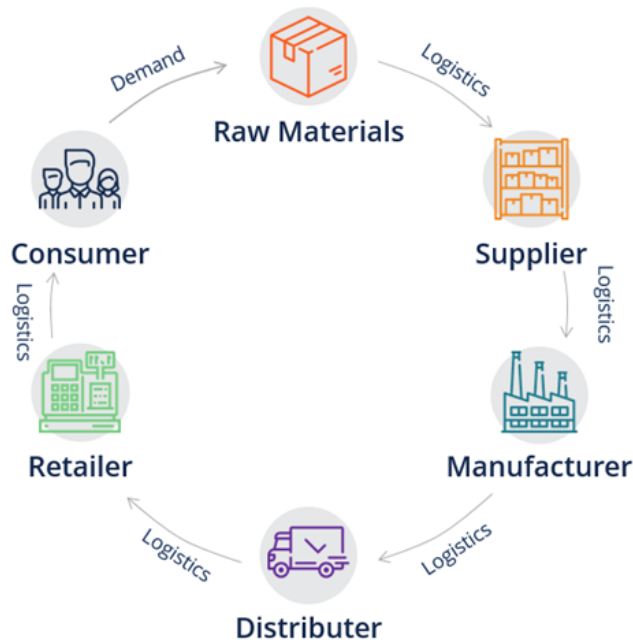 Demand
Raw Materials
Logistics
Supplier
Logistics
Manufacturer
Logistics
Distributer
Logistics
Retailer
Logistics
Consumer